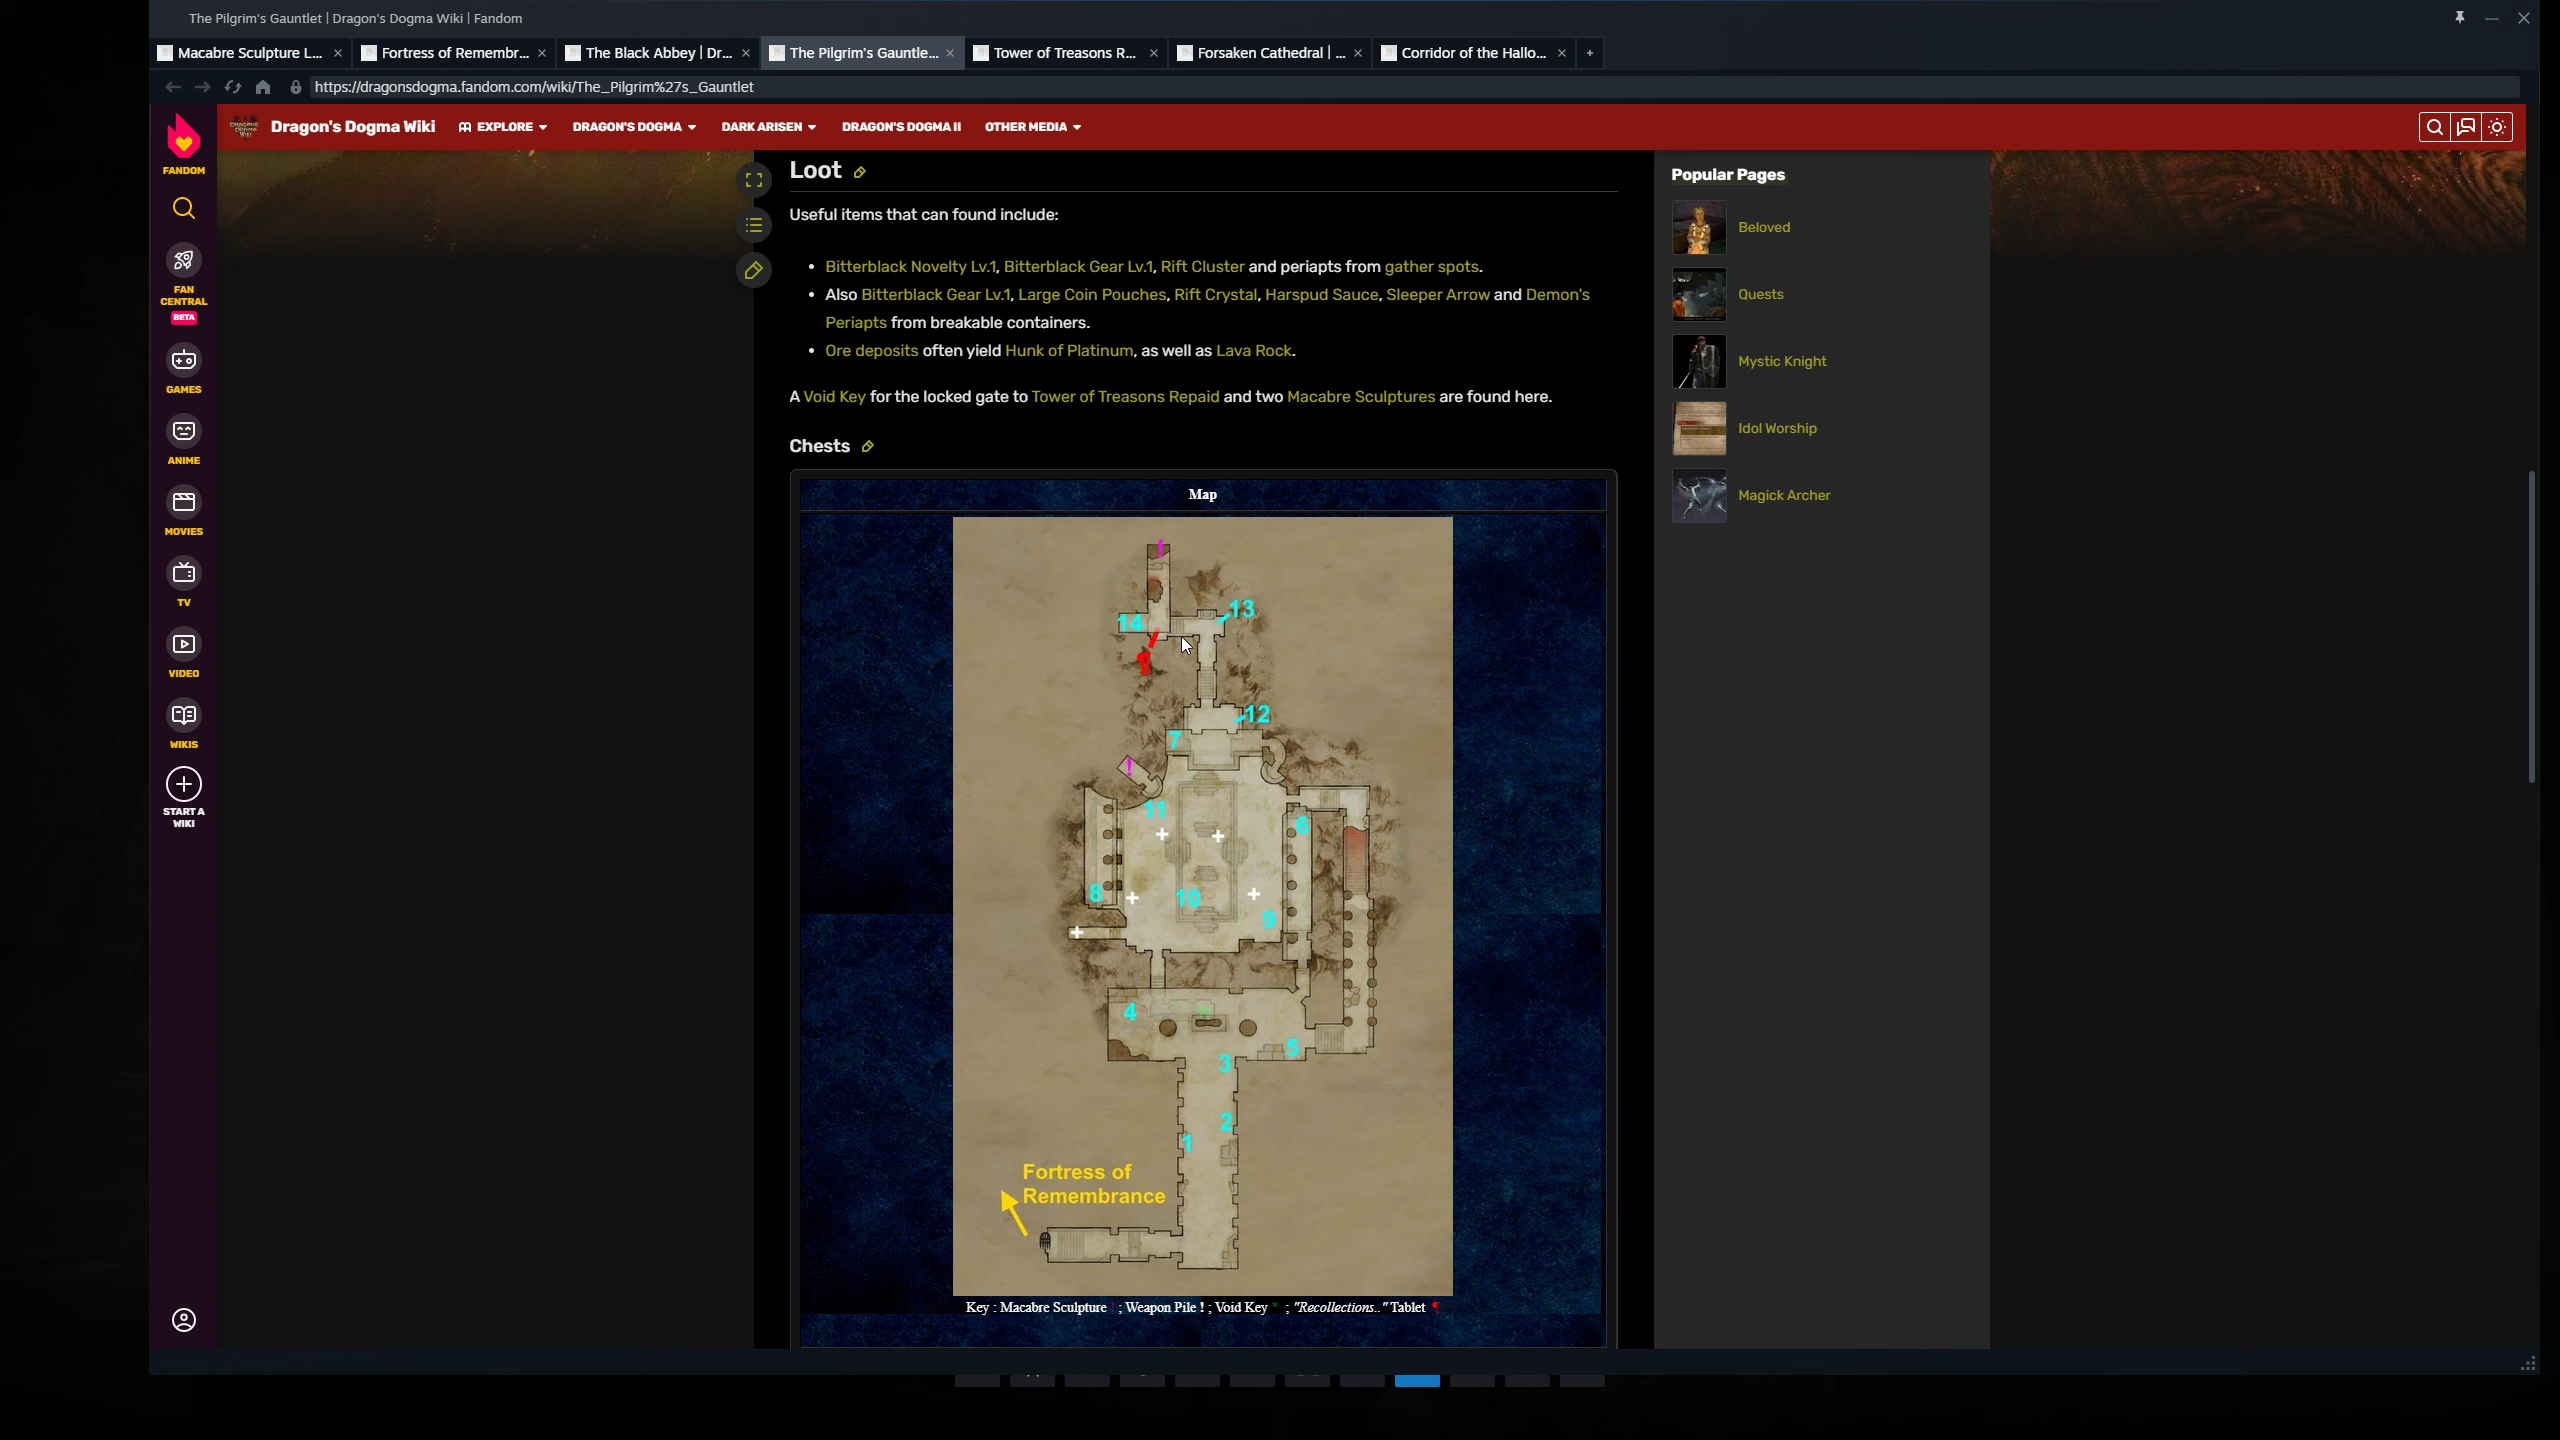 The Pilgrim's Gauntlet | Dragon's Dogma Wiki | Fandom
Macabre Sculpture L...
Fortress of Remembr...
The Black Abbey | Dr...
The Pilgrim's Gauntle...
Tower of Treasons R...
Forsaken Cathedral | ...
Corridor of the Hallo...
https://dragonsdogma.fandom.com/wiki/The_Pilgrim%27s_Gauntlet
FANDOM
FAN CENTRAL
BETA
GAMES
ANIME
MOVIES
TV
VIDEO
WIKIS
START A WIKI
Dragon's Dogma Wiki
EXPLORE
DRAGON'S DOGMA
DARK ARISEN
DRAGON'S DOGMA II
OTHER MEDIA
Loot
Useful items that can found include:
• Bitterblack Novelty Lv.1, Bitterblack Gear Lv.1, Rift Cluster and periapts from gather spots.
• Also Bitterblack Gear Lv.1, Large Coin Pouches, Rift Crystal, Harspud Sauce, Sleeper Arrow and Demon's
Periapts from breakable containers.
• Ore deposits often yield Hunk of Platinum, as well as Lava Rock.
A Void Key for the locked gate to Tower of Treasons Repaid and two Macabre Sculptures are found here.
Chests
Map
!
13
14
¶
12
7
!
11
6
8
10
9
4
5
3
2
1
Fortress of
Remembrance
Key : Macabre Sculpture ! ; Weapon Pile ! ; Void Key * ; "Recollections.." Tablet ¶
Popular Pages
Beloved
Quests
Mystic Knight
Idol Worship
Magick Archer